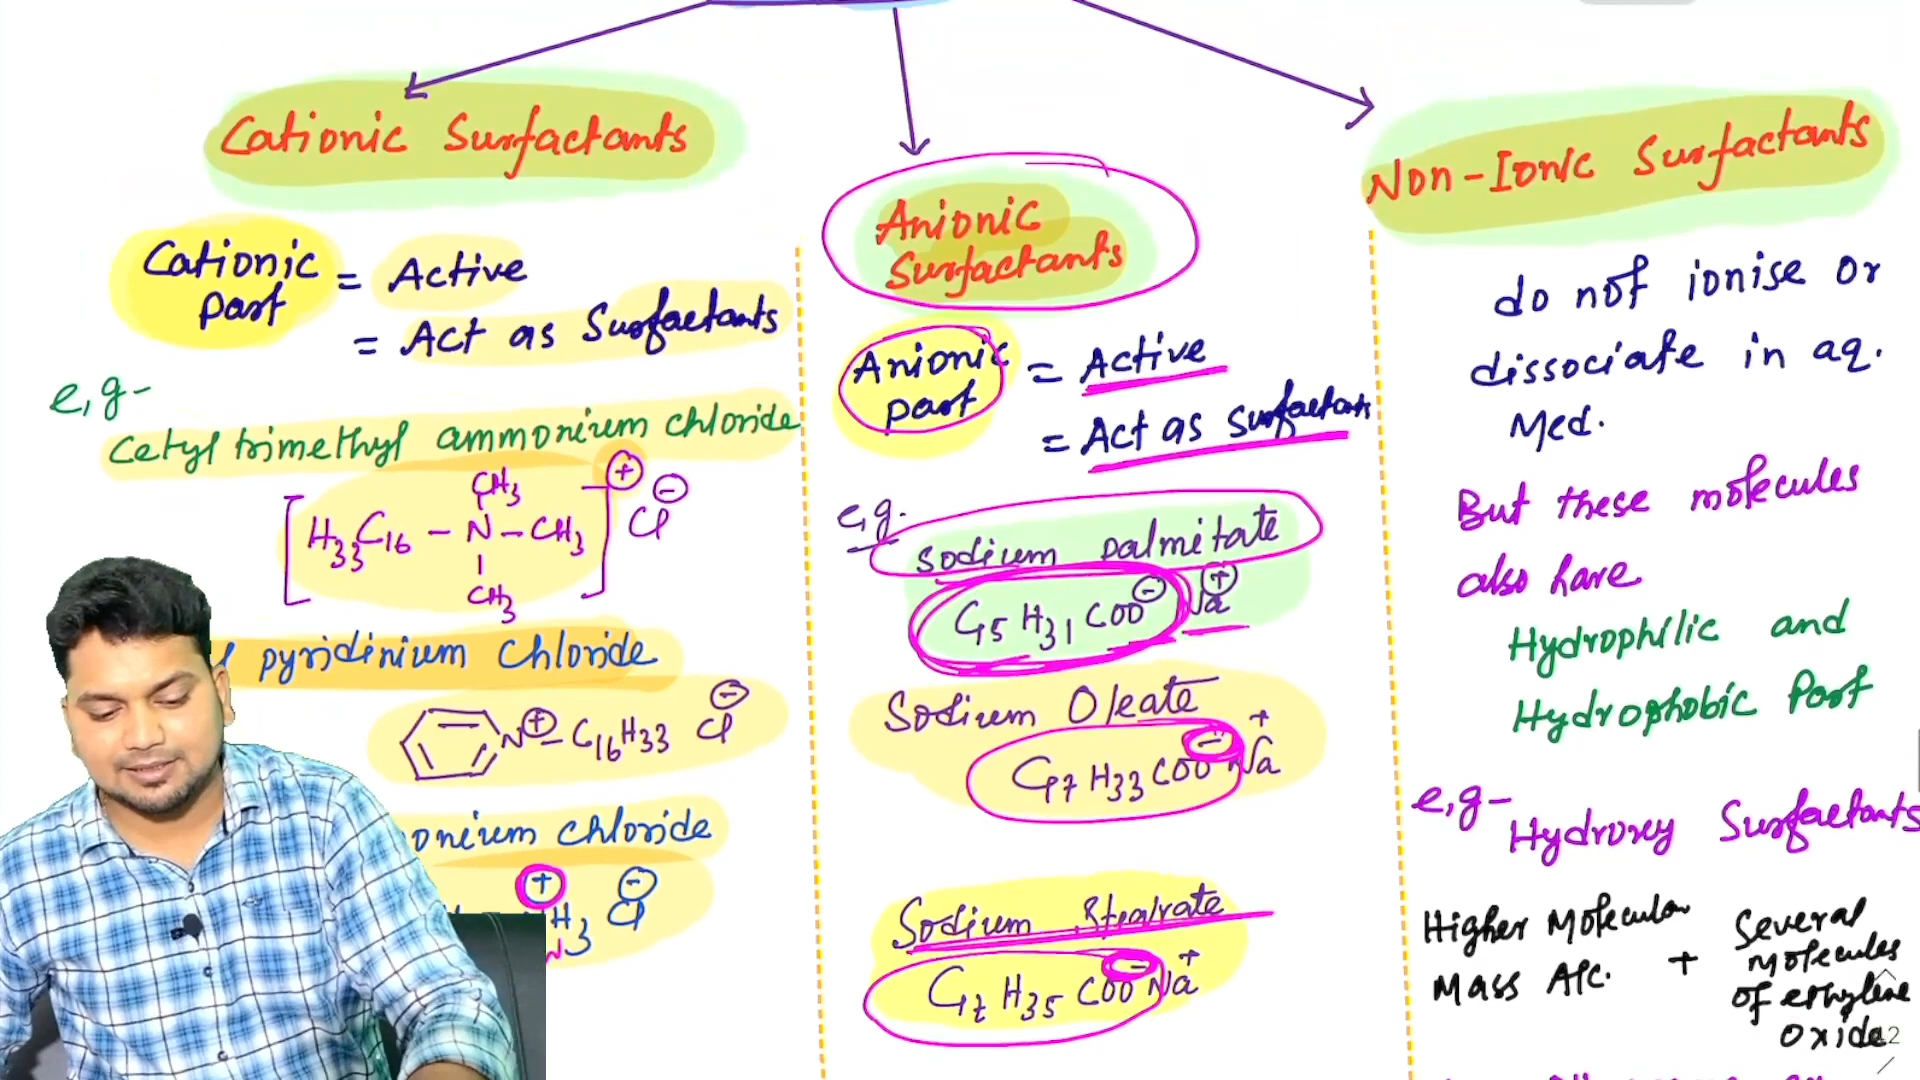 Cationic Surfactants
Cationic part = Active
= Act as Surfactants
e,g-
Cetyl trimethyl ammonium chloride
CH3
[H33C16 - N - CH3]⊕ Cl⊖
CH3
pyridinium chloride
N⊕ - C16H33 Cl⊖
onium chloride
⊕ ⊖
H3 Cl
Anionic
Surfactants
Anionic part = Active
= Act as Surfactants
e,g.
Sodium palmitate
C15H31COO⊖ Na⊕
Sodium Oleate
C17H33COO⊖ Na+
Sodium Stearate
C17H35COO⊖ Na+
Non-Ionic Surfactants
do not ionise or
dissociate in aq.
Med.
But these molecules
also have
Hydrophilic and
Hydrophobic Part
e,g-
Hydroxy Surfactants
Higher Molecular
Mass Alc. +
Several
Molecules
of ethylene
oxide